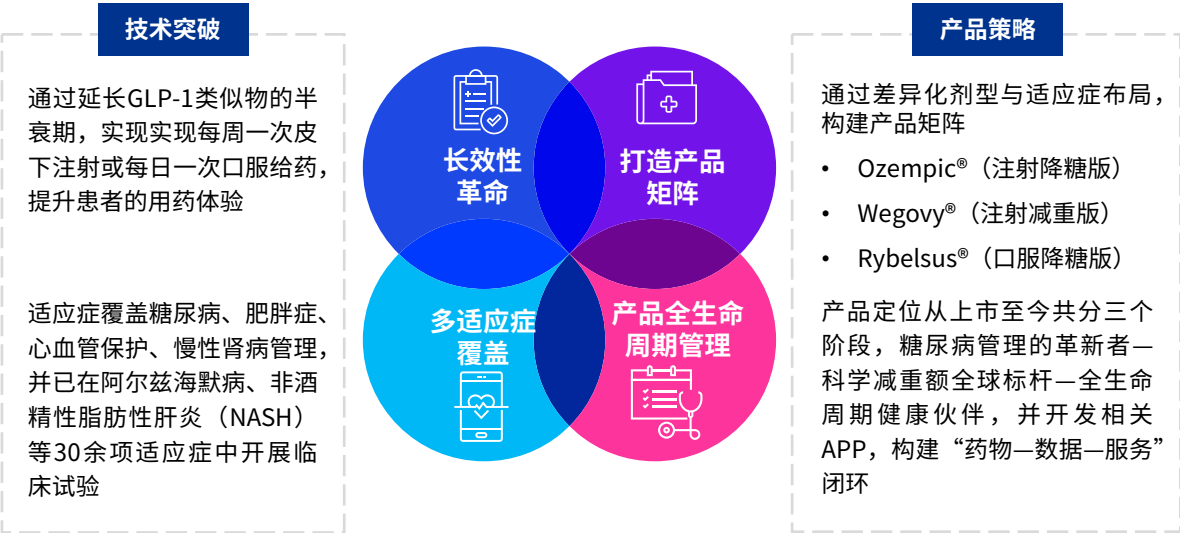 技术突破
通过延长GLP-1类似物的半
衰期，实现实现每周一次皮
下注射或每日一次口服给药，
提升患者的用药体验
适应症覆盖糖尿病、肥胖症、
心血管保护、慢性肾病管理，
并已在阿尔兹海默病、非酒
精性脂肪性肝炎（NASH）
等30余项适应症中开展临
床试验
长效性
革命
打造产品
矩阵
多适应症
覆盖
产品全生命
周期管理
产品策略
通过差异化剂型与适应症布局，
构建产品矩阵
• Ozempic®（注射降糖版）
• Wegovy®（注射减重版）
• Rybelsus®（口服降糖版）
产品定位从上市至今共分三个
阶段，糖尿病管理的革新者—
科学减重额全球标杆—全生命
周期健康伙伴，并开发相关
APP，构建“药物—数据—服务”
闭环